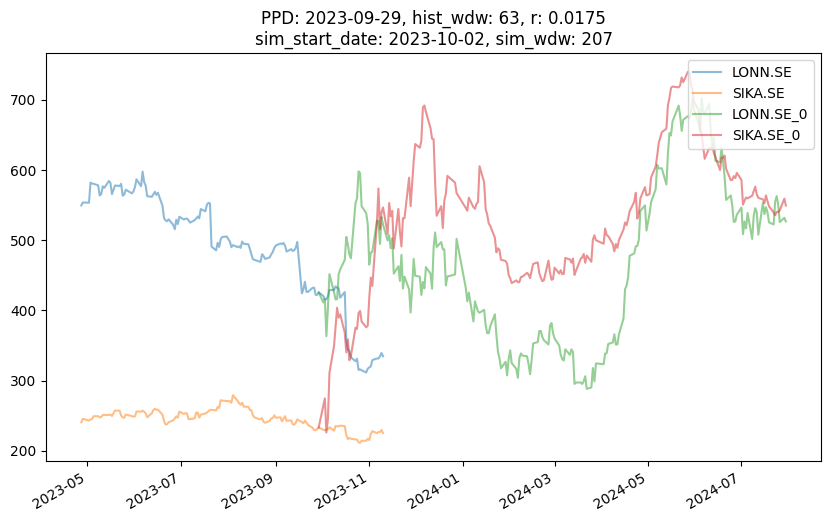 PPD: 2023-09-29, hist_wdw: 63, r: 0.0175
sim_start_date: 2023-10-02, sim_wdw: 207
LONN.SE
SIKA.SE
LONN.SE_0
SIKA.SE_0
700
600
500
400
300
200
2023-05
2023-07
2023-09
2023-11
2024-01
2024-03
2024-05
2024-07